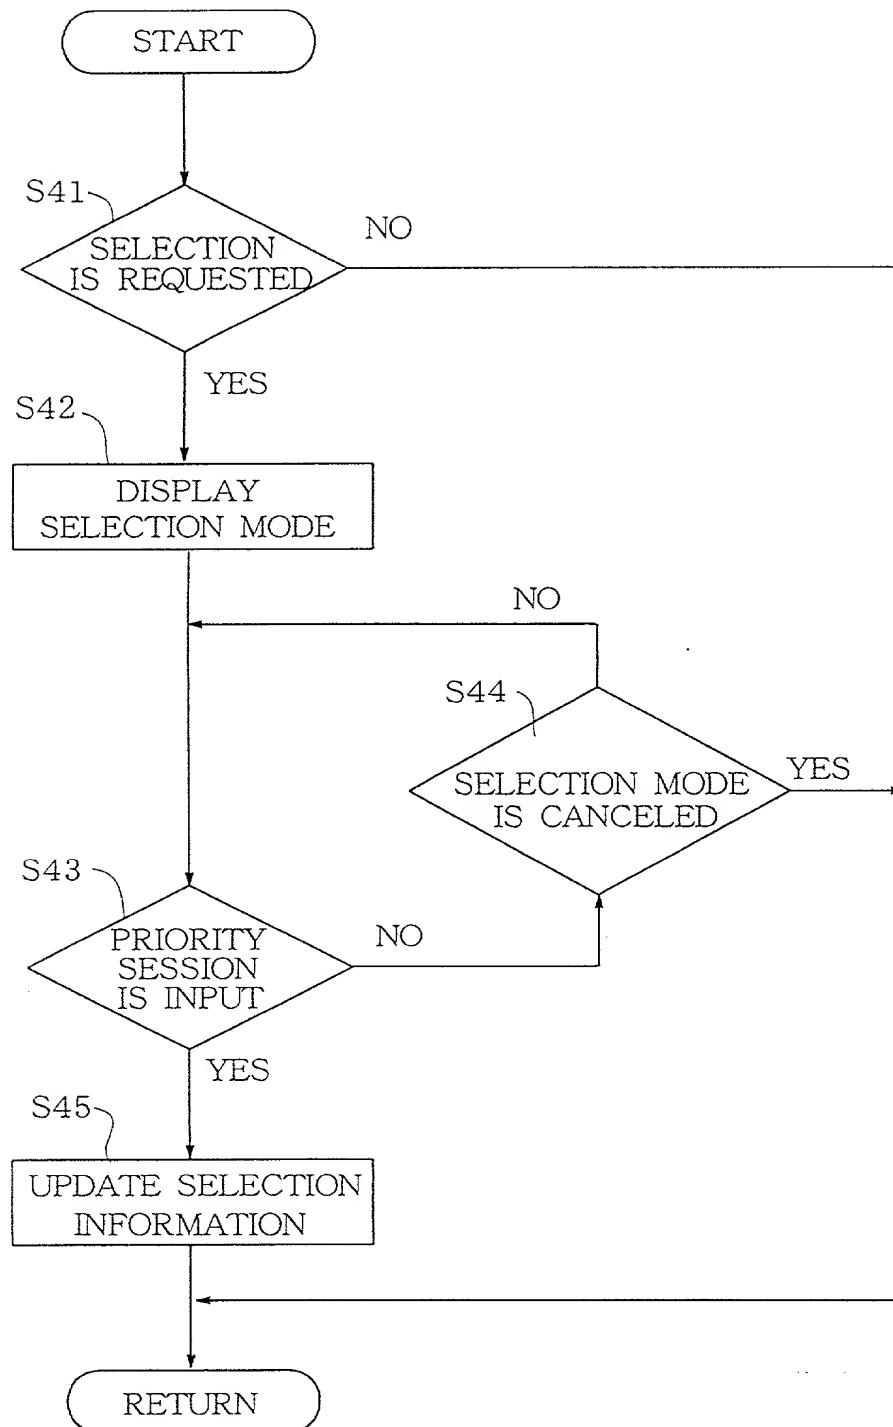 START
S41
SELECTION
IS REQUESTED
NO
YES
S42
DISPLAY
SELECTION MODE
NO
S44
SELECTION MODE
IS CANCELED
YES
S43
PRIORITY
SESSION
IS INPUT
NO
YES
S45
UPDATE SELECTION
INFORMATION
RETURN